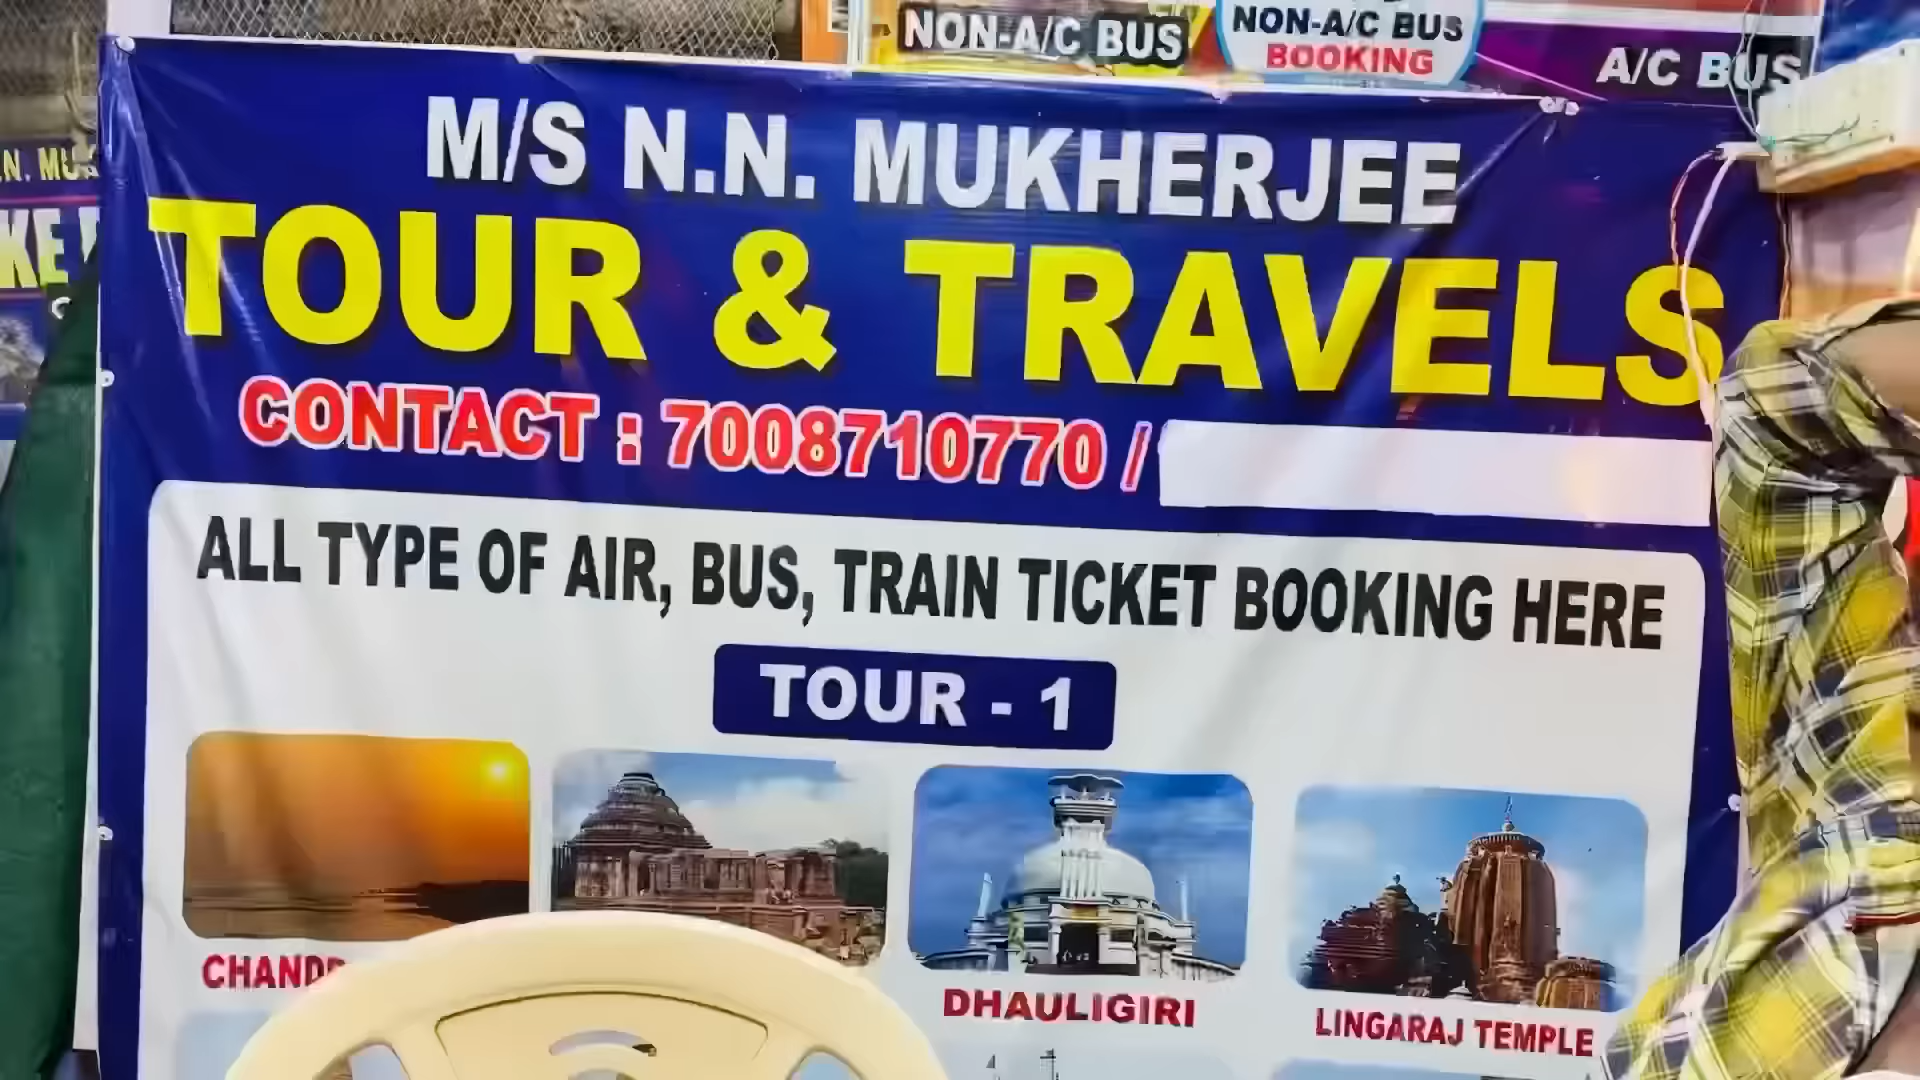 NON-A/C BUS
NON-A/C BUS
BOOKING
A/C BUS
M/S N.N. MUKHERJEE
TOUR & TRAVELS
CONTACT : 7008710770 /
ALL TYPE OF AIR, BUS, TRAIN TICKET BOOKING HERE
TOUR - 1
DHAULIGIRI
LINGARAJ TEMPLE